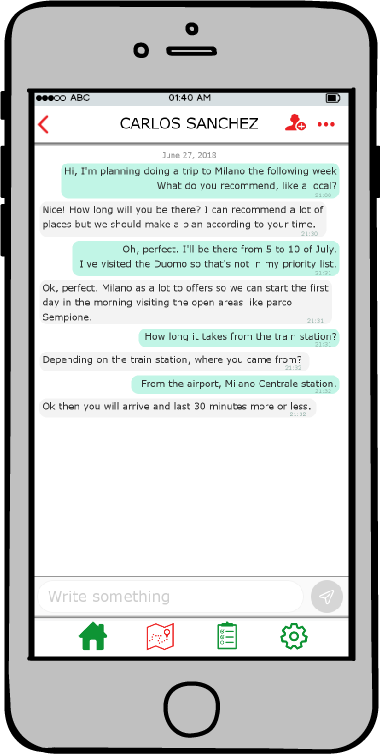 ABC 01:40 AM
CARLOS SANCHEZ
June 27, 2018
Hi, I'm planning doing a trip to Milano the following week
What do you recommend, like a local?
21:09
Nice! How long will you be there? I can recommend a lot of
places but we should make a plan according to your time.
21:30
Oh, perfect. I'll be there from 5 to 10 of July.
I've visited the Duomo so that's not in my priority list.
21:31
Ok, perfect. Milano as a lot to offers so we can start the first
day in the morning visiting the open areas like parco
Sempione.
21:31
How long it takes from the train station?
21:31
Depending on the train station, where you came from?
21:32
From the airport, Milano Centrale station.
21:32
Ok then you will arrive and last 30 minutes more or less.
Write something